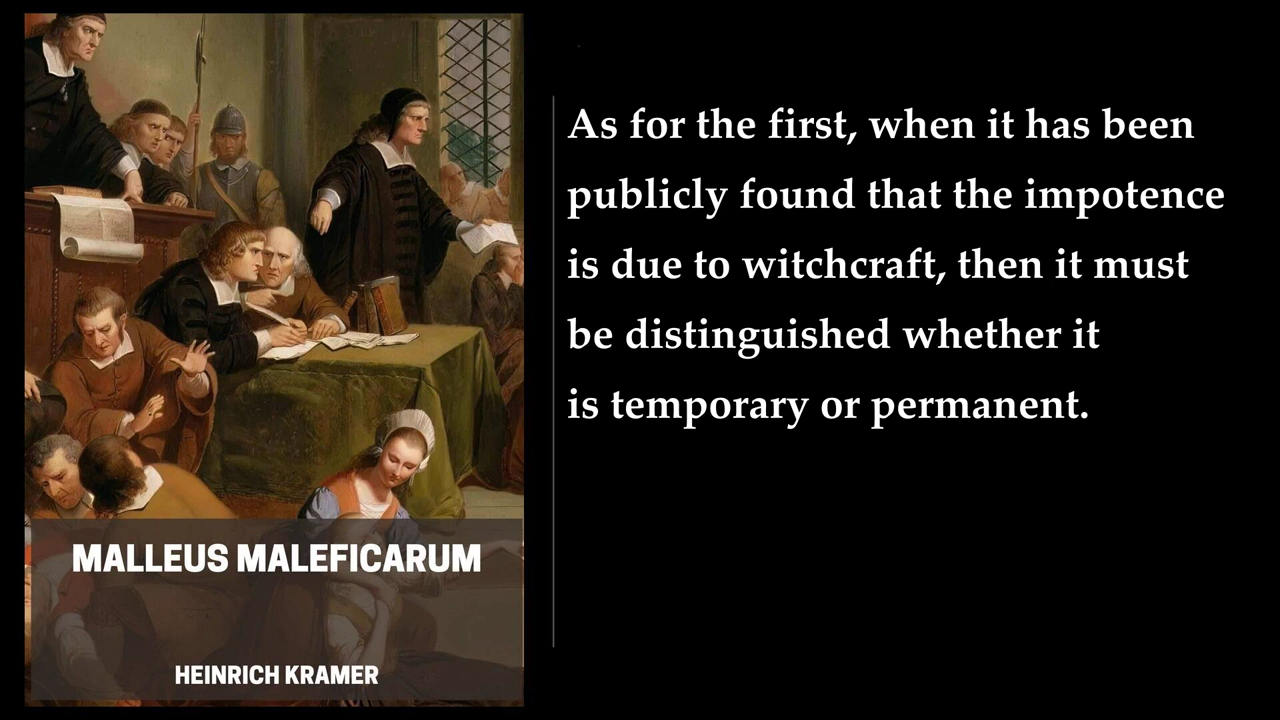 As for the first, when it has been
publicly found that the impotence
is due to witchcraft, then it must
be distinguished whether it
is temporary or permanent.
MALLEUS MALEFICARUM
HEINRICH KRAMER